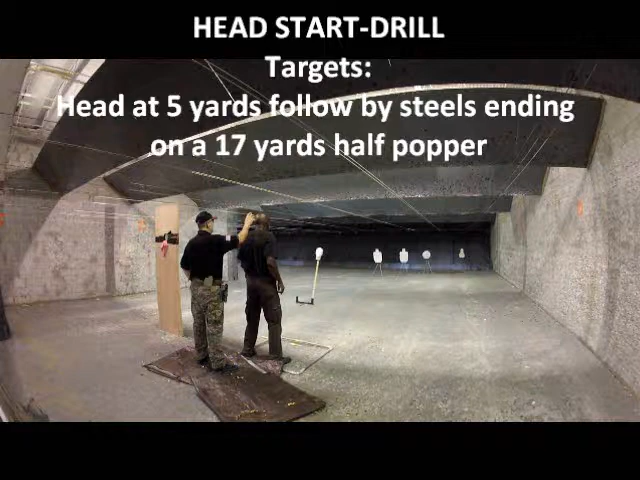 HEAD START-DRILL
Targets:
Head at 5 yards follow by steels ending
on a 17 yards half popper